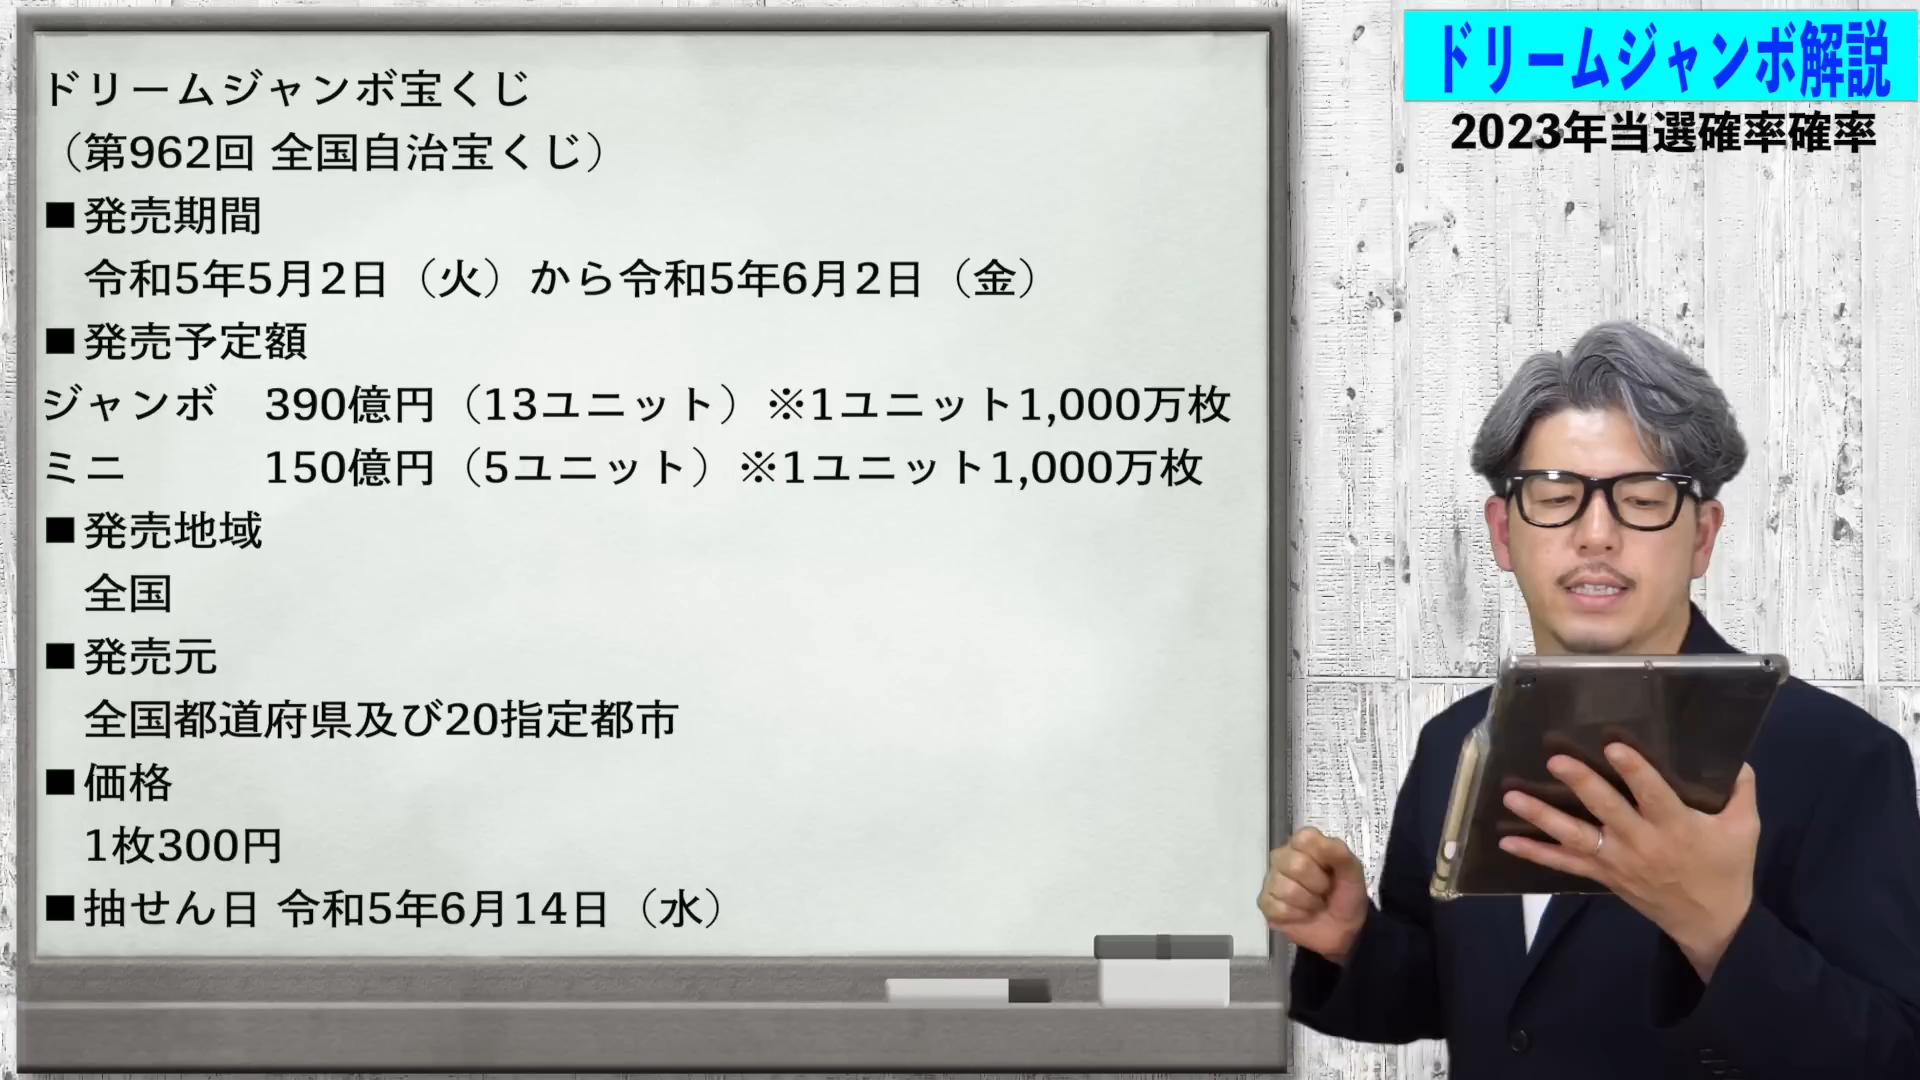 ドリームジャンボ宝くじ
（第962回 全国自治宝くじ）
■発売期間
令和5年5月2日（火）から令和5年6月2日（金）
■発売予定額
ジャンボ　390億円（13ユニット）※1ユニット1,000万枚
ミニ　150億円（5ユニット）※1ユニット1,000万枚
■発売地域
全国
■発売元
全国都道府県及び20指定都市
■価格
1枚300円
■抽せん日 令和5年6月14日（水）
ドリームジャンボ解説
2023年当選確率確率